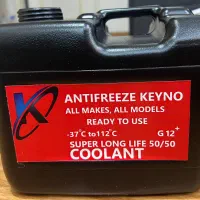 ANTIFREEZE KEYNO
ALL MAKES, ALL MODELS
READY TO USE
-37°C to112°C G 12+
SUPER LONG LIFE 50/50
COOLANT